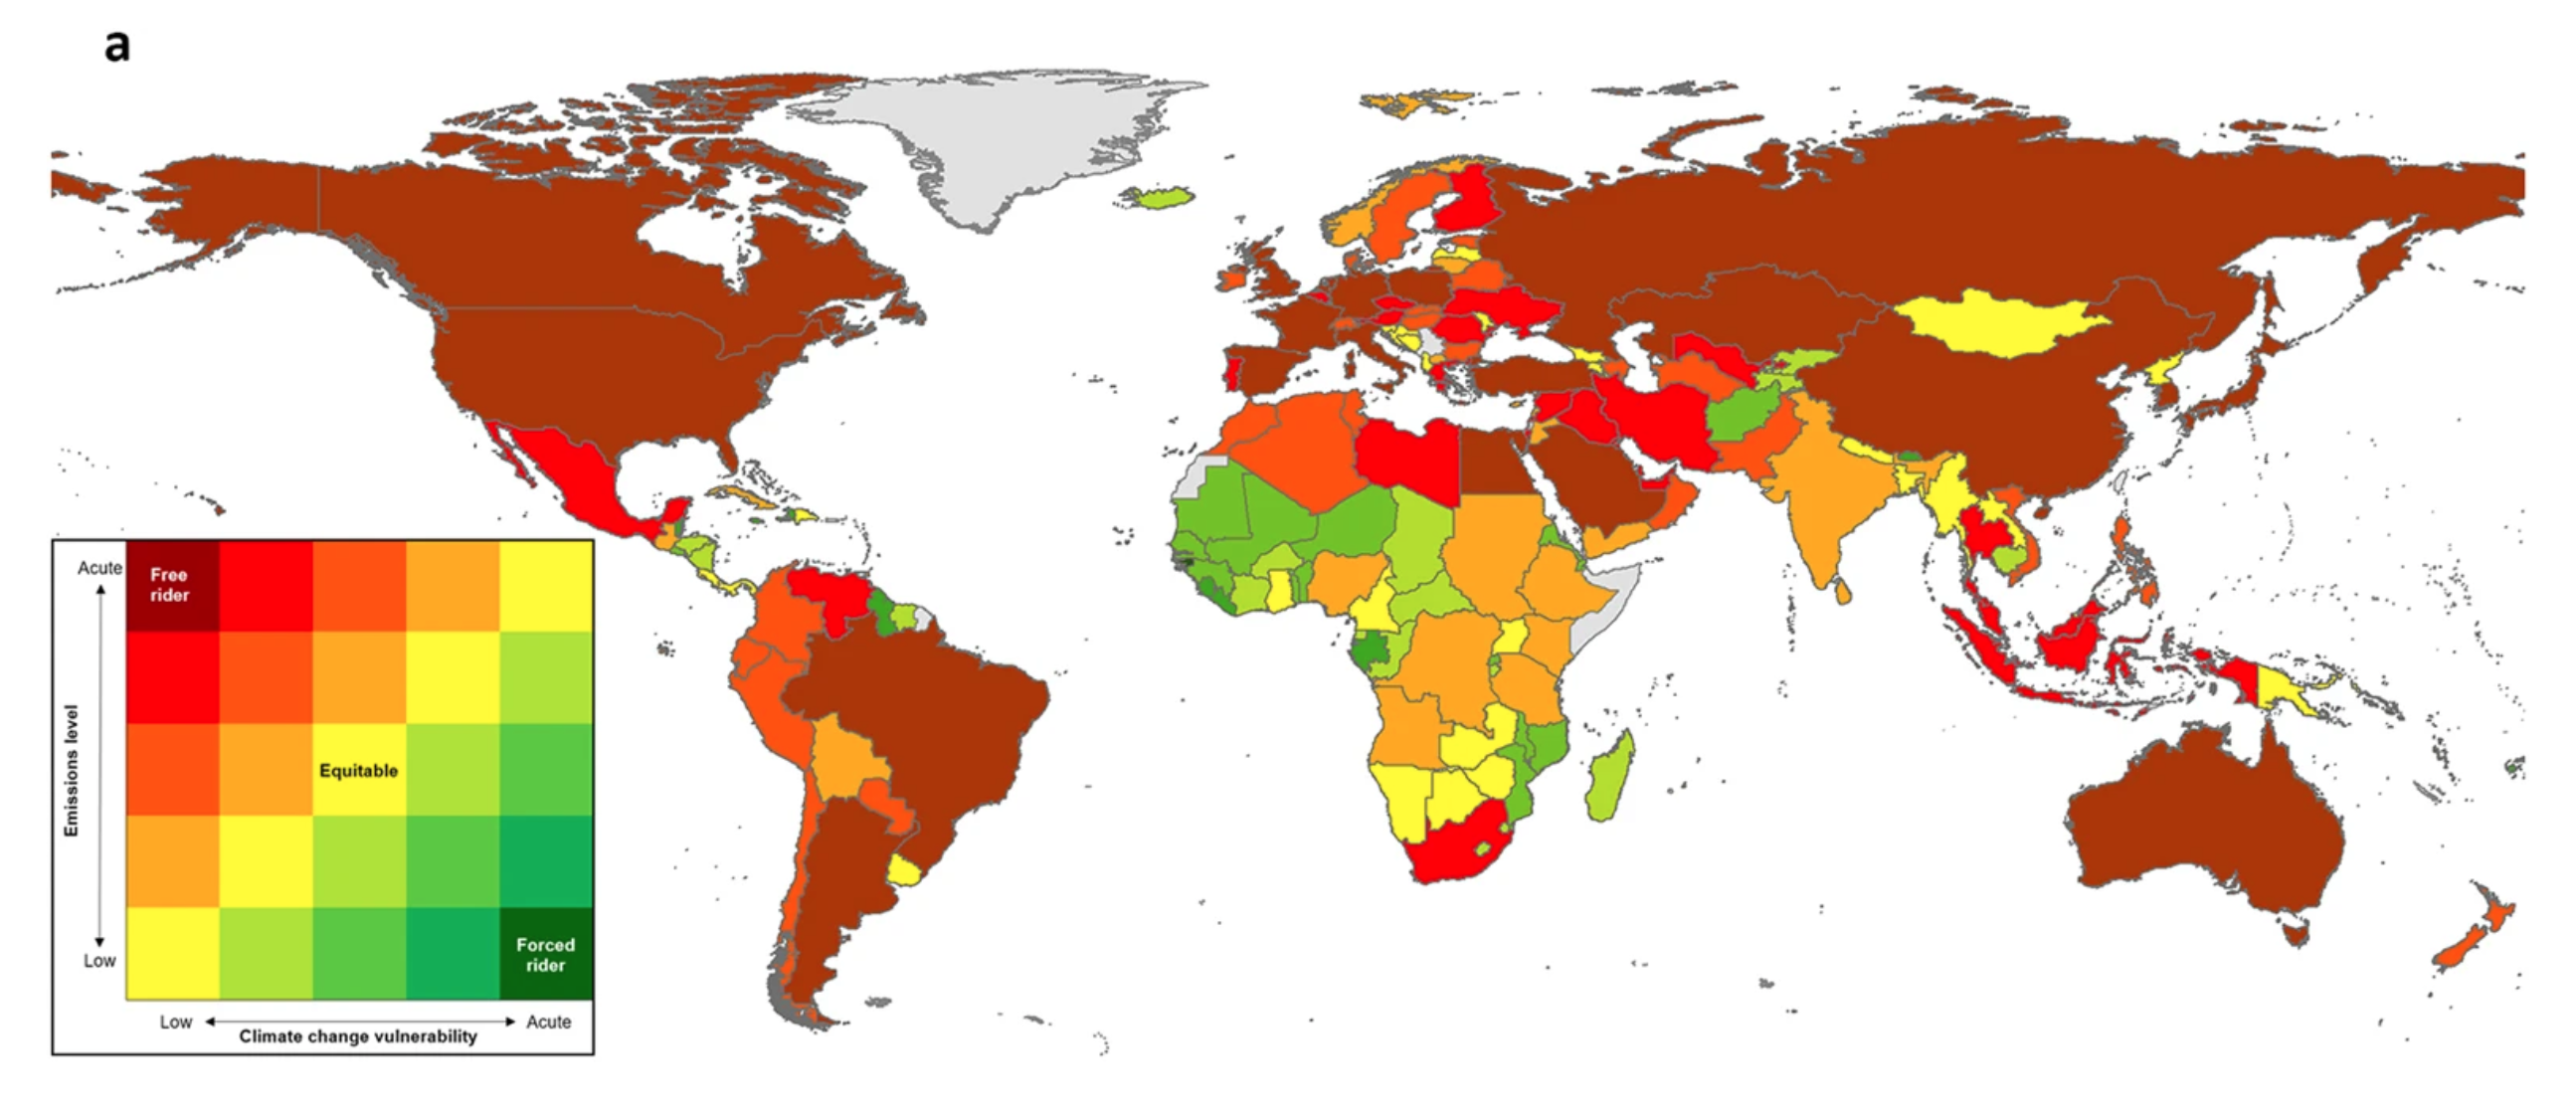 a
Acute
Free
rider
Equitable
Emissions level
Low
Forced
rider
Low
Acute
Climate change vulnerability